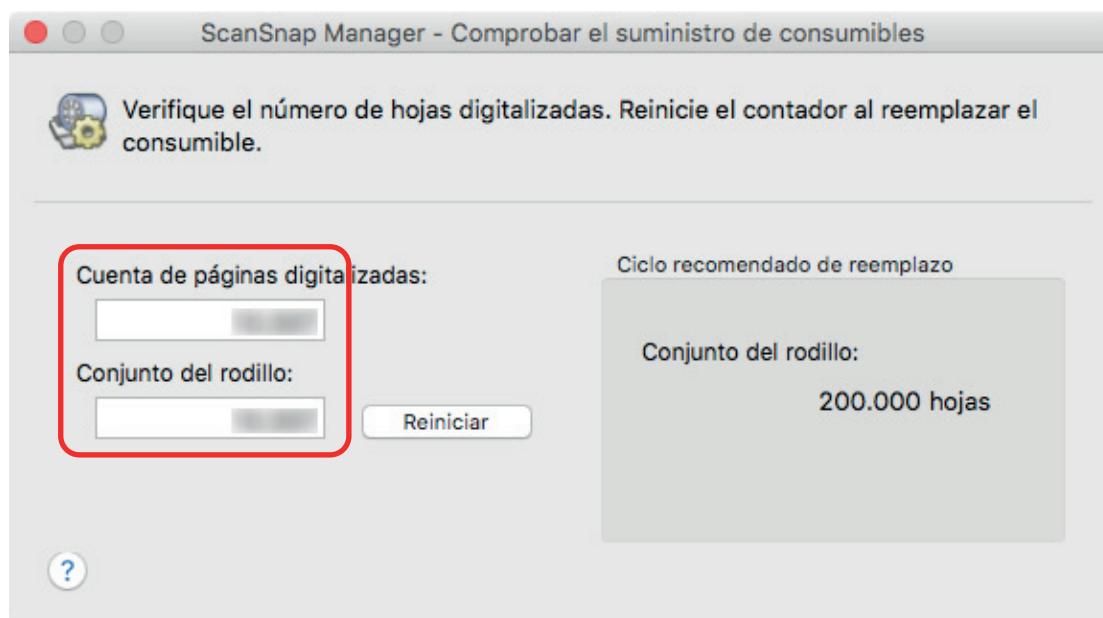 ScanSnap Manager - Comprobar el suministro de consumibles
Verifique el número de hojas digitalizadas. Reinicie el contador al reemplazar el
consumible.
Cuenta de páginas digitalizadas:
Conjunto del rodillo:
Reiniciar
Ciclo recomendado de reemplazo
Conjunto del rodillo:
200.000 hojas
?